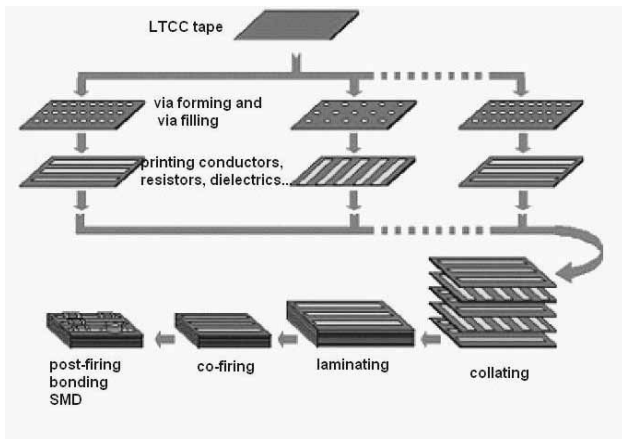 LTCC tape
via forming and
via filling
printing conductors,
resistors, dielectrics...
collating
laminating
co-firing
post-firing
bonding
SMD